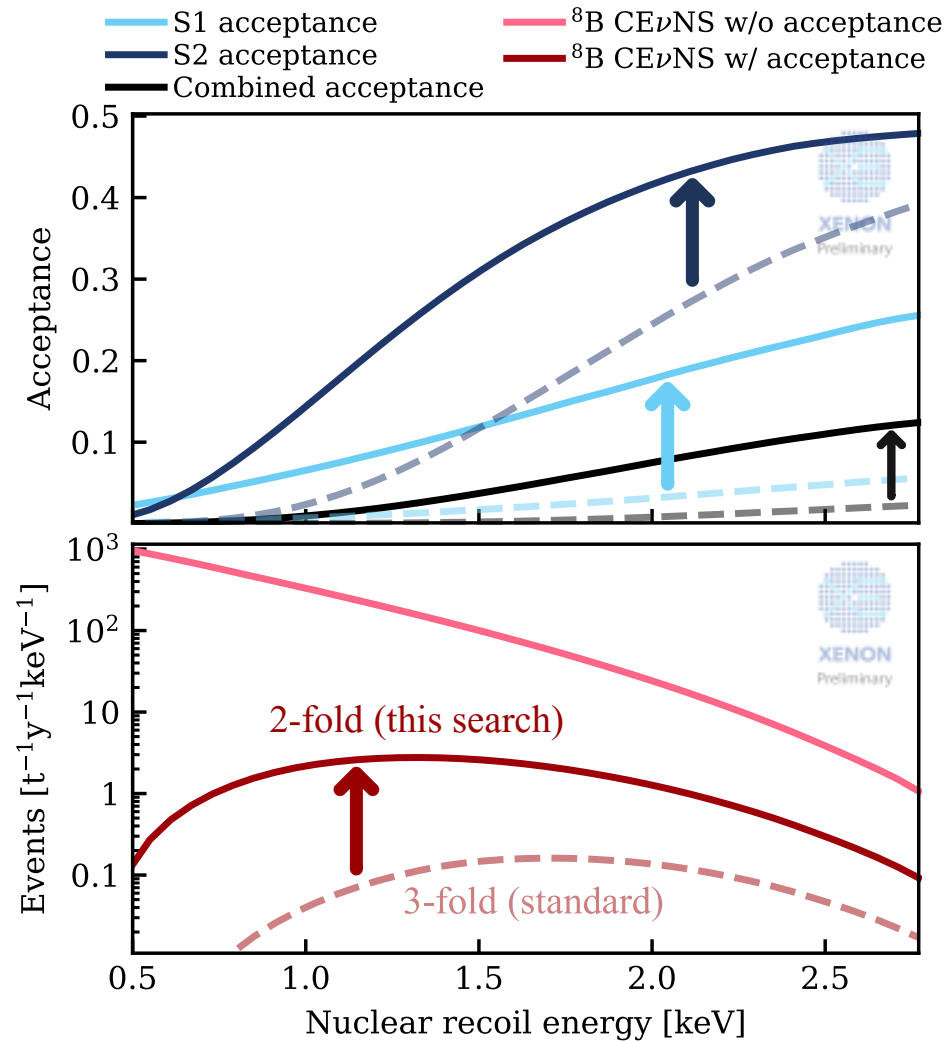 S1 acceptance
S2 acceptance
Combined acceptance
⁸B CEνNS w/o acceptance
⁸B CEνNS w/ acceptance
0.5
0.4
0.3
0.2
0.1
Acceptance
XENON
Preliminary
10³
10²
10
1
0.1
Events [t⁻¹y⁻¹keV⁻¹]
XENON
Preliminary
2-fold (this search)
3-fold (standard)
0.5 1.0 1.5 2.0 2.5
Nuclear recoil energy [keV]